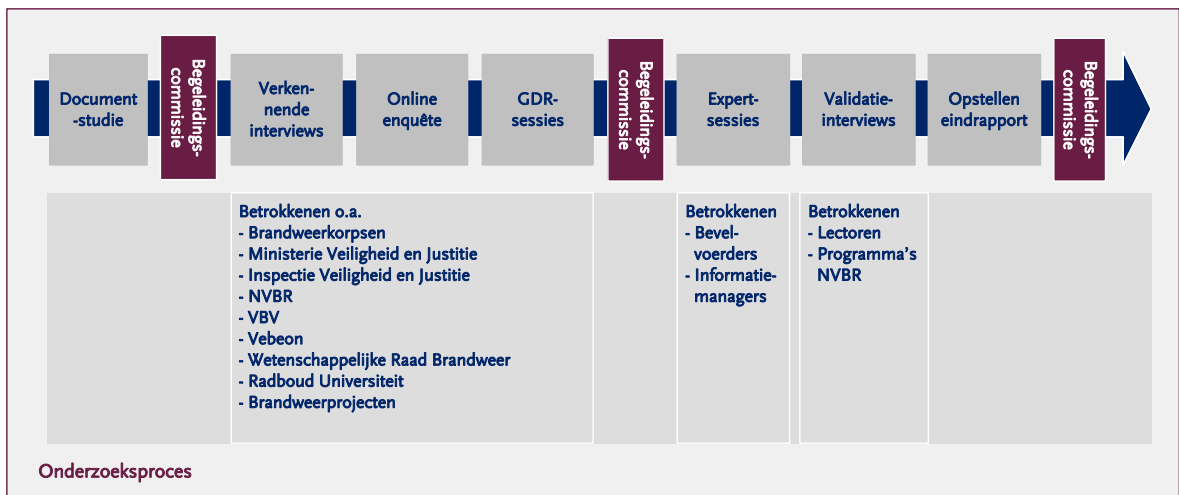 Document
-studie
Begeleidings-
commissie
Verken-
nende
interviews
Online
enquête
GDR-
sessies
Begeleidings-
commissie
Expert-
sessies
Validatie-
interviews
Opstellen
eindrapport
Begeleidings-
commissie
Betrokkenen o.a.
- Brandweerkorpsen
- Ministerie Veiligheid en Justitie
- Inspectie Veiligheid en Justitie
- NVBR
- VBV
- Vebeon
- Wetenschappelijke Raad Brandweer
- Radboud Universiteit
- Brandweerprojecten
Betrokkenen
- Bevel-
voerders
- Informatie-
managers
Betrokkenen
- Lectoren
- Programma’s
NVBR
Onderzoeksproces